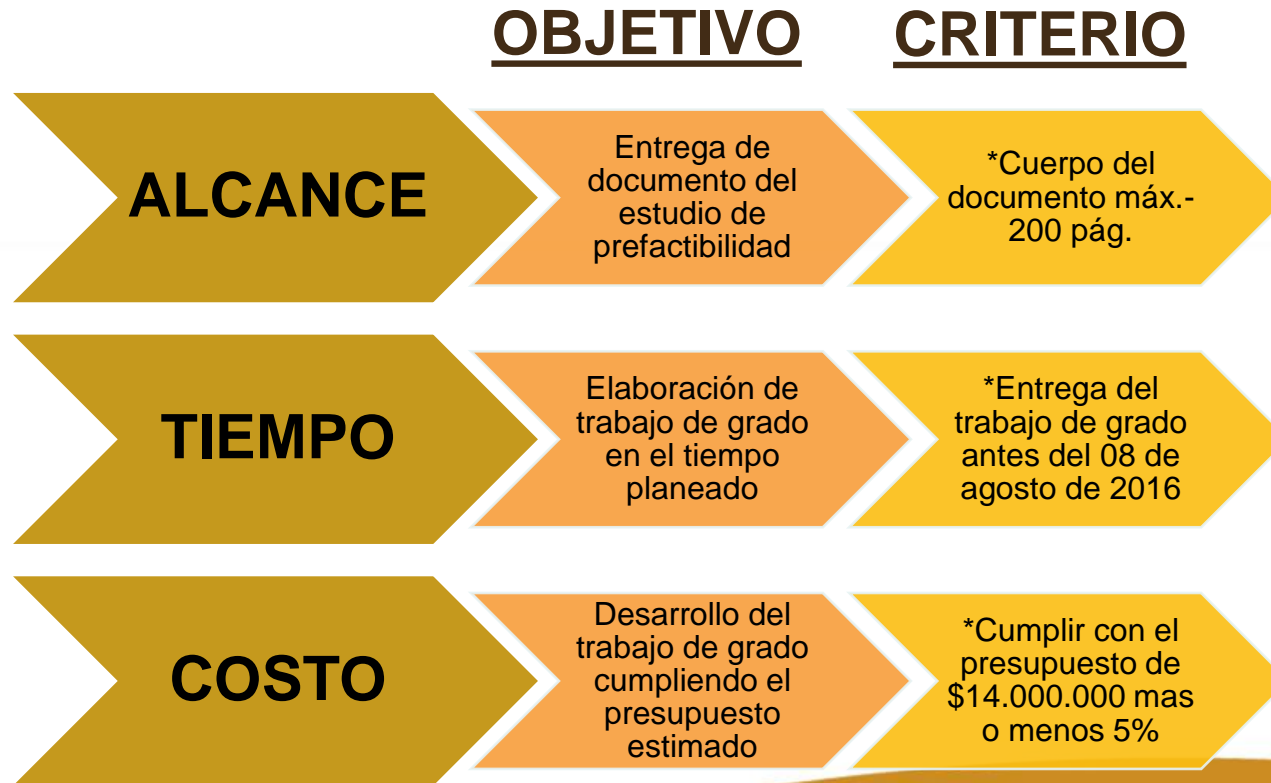 OBJETIVO
CRITERIO
ALCANCE
Entrega de
documento del
estudio de
prefactibilidad
*Cuerpo del
documento máx.-
200 pág.
TIEMPO
Elaboración de
trabajo de grado
en el tiempo
planeado
*Entrega del
trabajo de grado
antes del 08 de
agosto de 2016
COSTO
Desarrollo del
trabajo de grado
cumpliendo el
presupuesto
estimado
*Cumplir con el
presupuesto de
$14.000.000 mas
o menos 5%